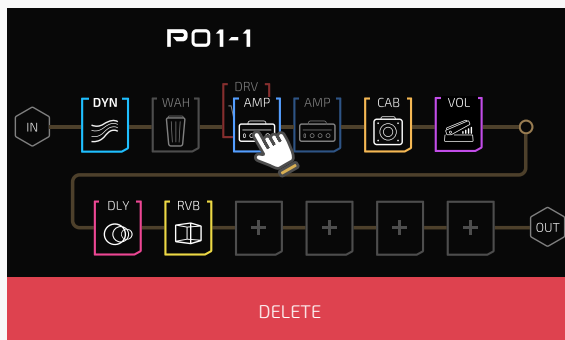 P01-1
IN
DYN
WAH
DRV
AMP
AMP
CAB
VOL
DLY
RVB
OUT
DELETE